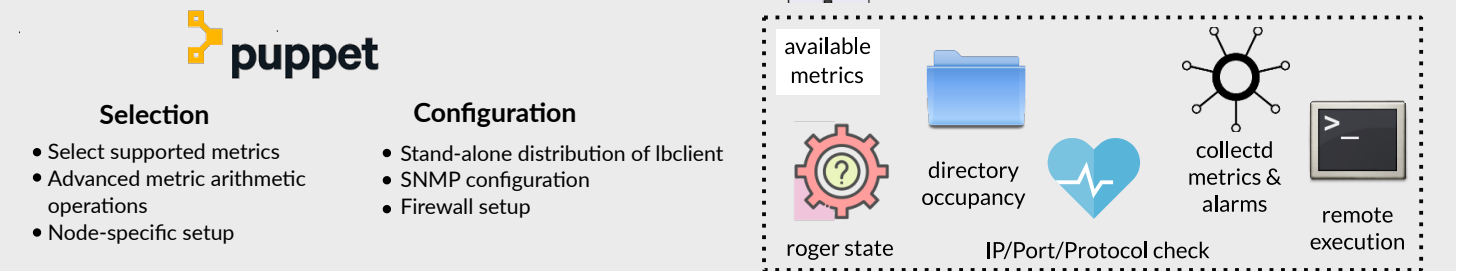 puppet
Selection
• Select supported metrics
• Advanced metric arithmetic
operations
• Node-specific setup
Configuration
• Stand-alone distribution of lbclient
• SNMP configuration
• Firewall setup
available
metrics
?
roger state
directory
occupancy
IP/Port/Protocol check
collectd
metrics &
alarms
>_
remote
execution